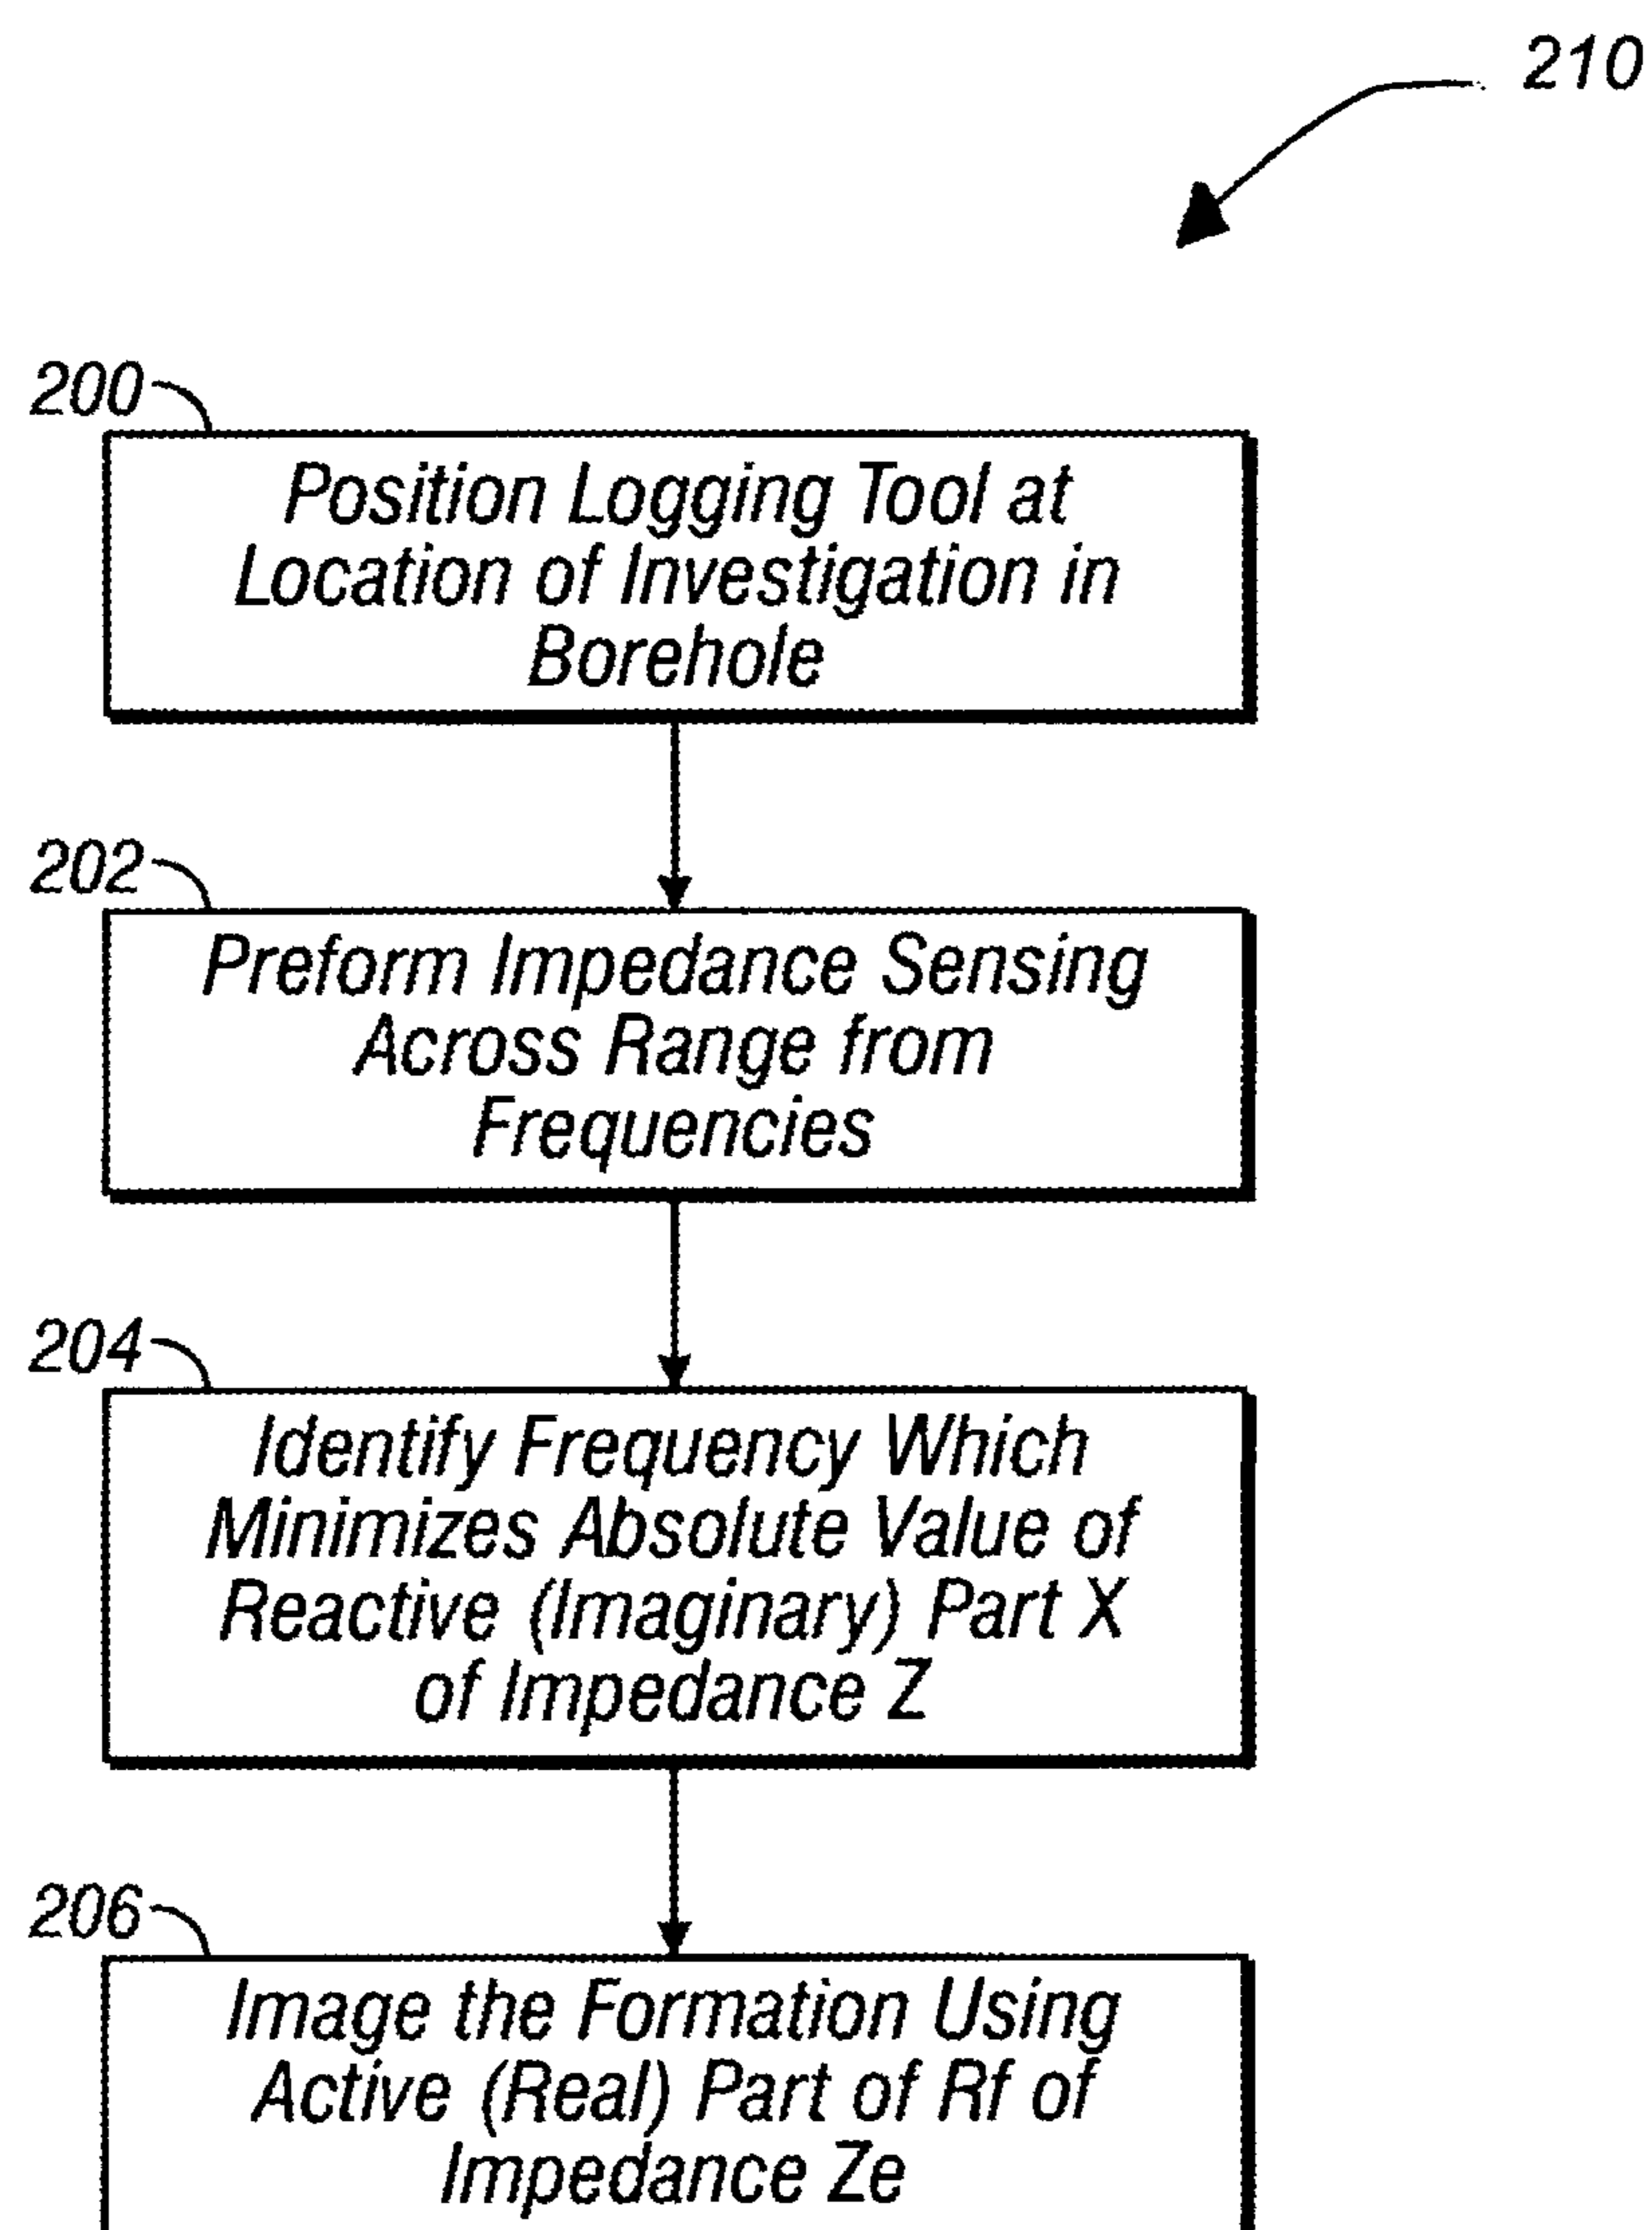 210
200
Position Logging Tool at
Location of Investigation in
Borehole
202
Preform Impedance Sensing
Across Range from
Frequencies
204
Identify Frequency Which
Minimizes Absolute Value of
Reactive (Imaginary) Part X
of Impedance Z
206
Image the Formation Using
Active (Real) Part of Rf of
Impedance Ze